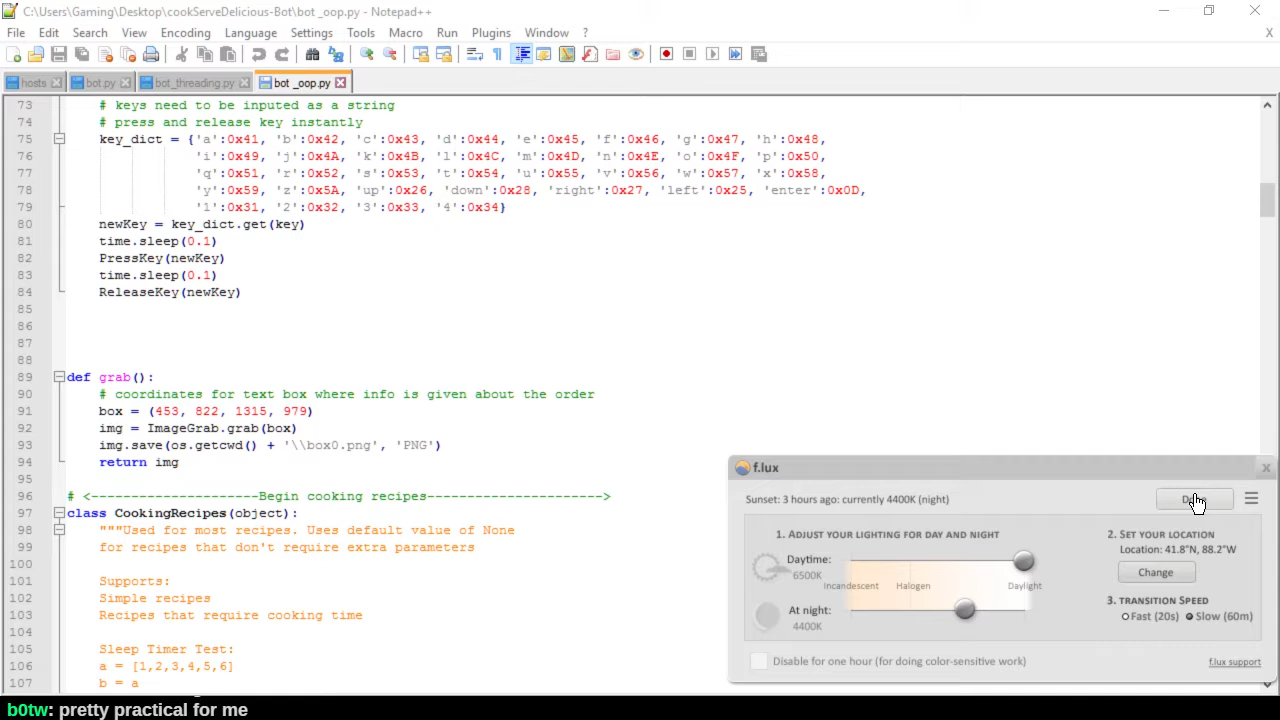 C:\Users\Gaming\Desktop\cookServeDelicious-Bot\bot _oop.py - Notepad++
File Edit Search View Encoding Language Settings Tools Macro Run Plugins Window ? X
hosts bot.py bot_threading.py bot _oop.py
73 # keys need to be inputed as a string
74 # press and release key instantly
75 key_dict = {'a':0x41, 'b':0x42, 'c':0x43, 'd':0x44, 'e':0x45, 'f':0x46, 'g':0x47, 'h':0x48,
76 'i':0x49, 'j':0x4A, 'k':0x4B, 'l':0x4C, 'm':0x4D, 'n':0x4E, 'o':0x4F, 'p':0x50,
77 'q':0x51, 'r':0x52, 's':0x53, 't':0x54, 'u':0x55, 'v':0x56, 'w':0x57, 'x':0x58,
78 'y':0x59, 'z':0x5A, 'up':0x26, 'down':0x28, 'right':0x27, 'left':0x25, 'enter':0x0D,
79 '1':0x31, '2':0x32, '3':0x33, '4':0x34}
80 newKey = key_dict.get(key)
81 time.sleep(0.1)
82 PressKey(newKey)
83 time.sleep(0.1)
84 ReleaseKey(newKey)
85
86
87
88
89 def grab():
90 # coordinates for text box where info is given about the order
91 box = (453, 822, 1315, 979)
92 img = ImageGrab.grab(box)
93 img.save(os.getcwd() + '\\box0.png', 'PNG')
94 return img
95
96 # <---------------------Begin cooking recipes---------------------->
97 class CookingRecipes(object):
98 """Used for most recipes. Uses default value of None
99 for recipes that don't require extra parameters
100
101 Supports:
102 Simple recipes
103 Recipes that require cooking time
104
105 Sleep Timer Test:
106 a = [1,2,3,4,5,6]
107 b = a
f.lux
Sunset: 3 hours ago: currently 4400K (night)
1. ADJUST YOUR LIGHTING FOR DAY AND NIGHT
Daytime:
6500K
Incandescent Halogen Daylight
At night:
4400K
2. SET YOUR LOCATION
Location: 41.8°N, 88.2°W
Change
3. TRANSITION SPEED
Fast (20s) Slow (60m)
Disable for one hour (for doing color-sensitive work)
f.lux support
b0tw: pretty practical for me